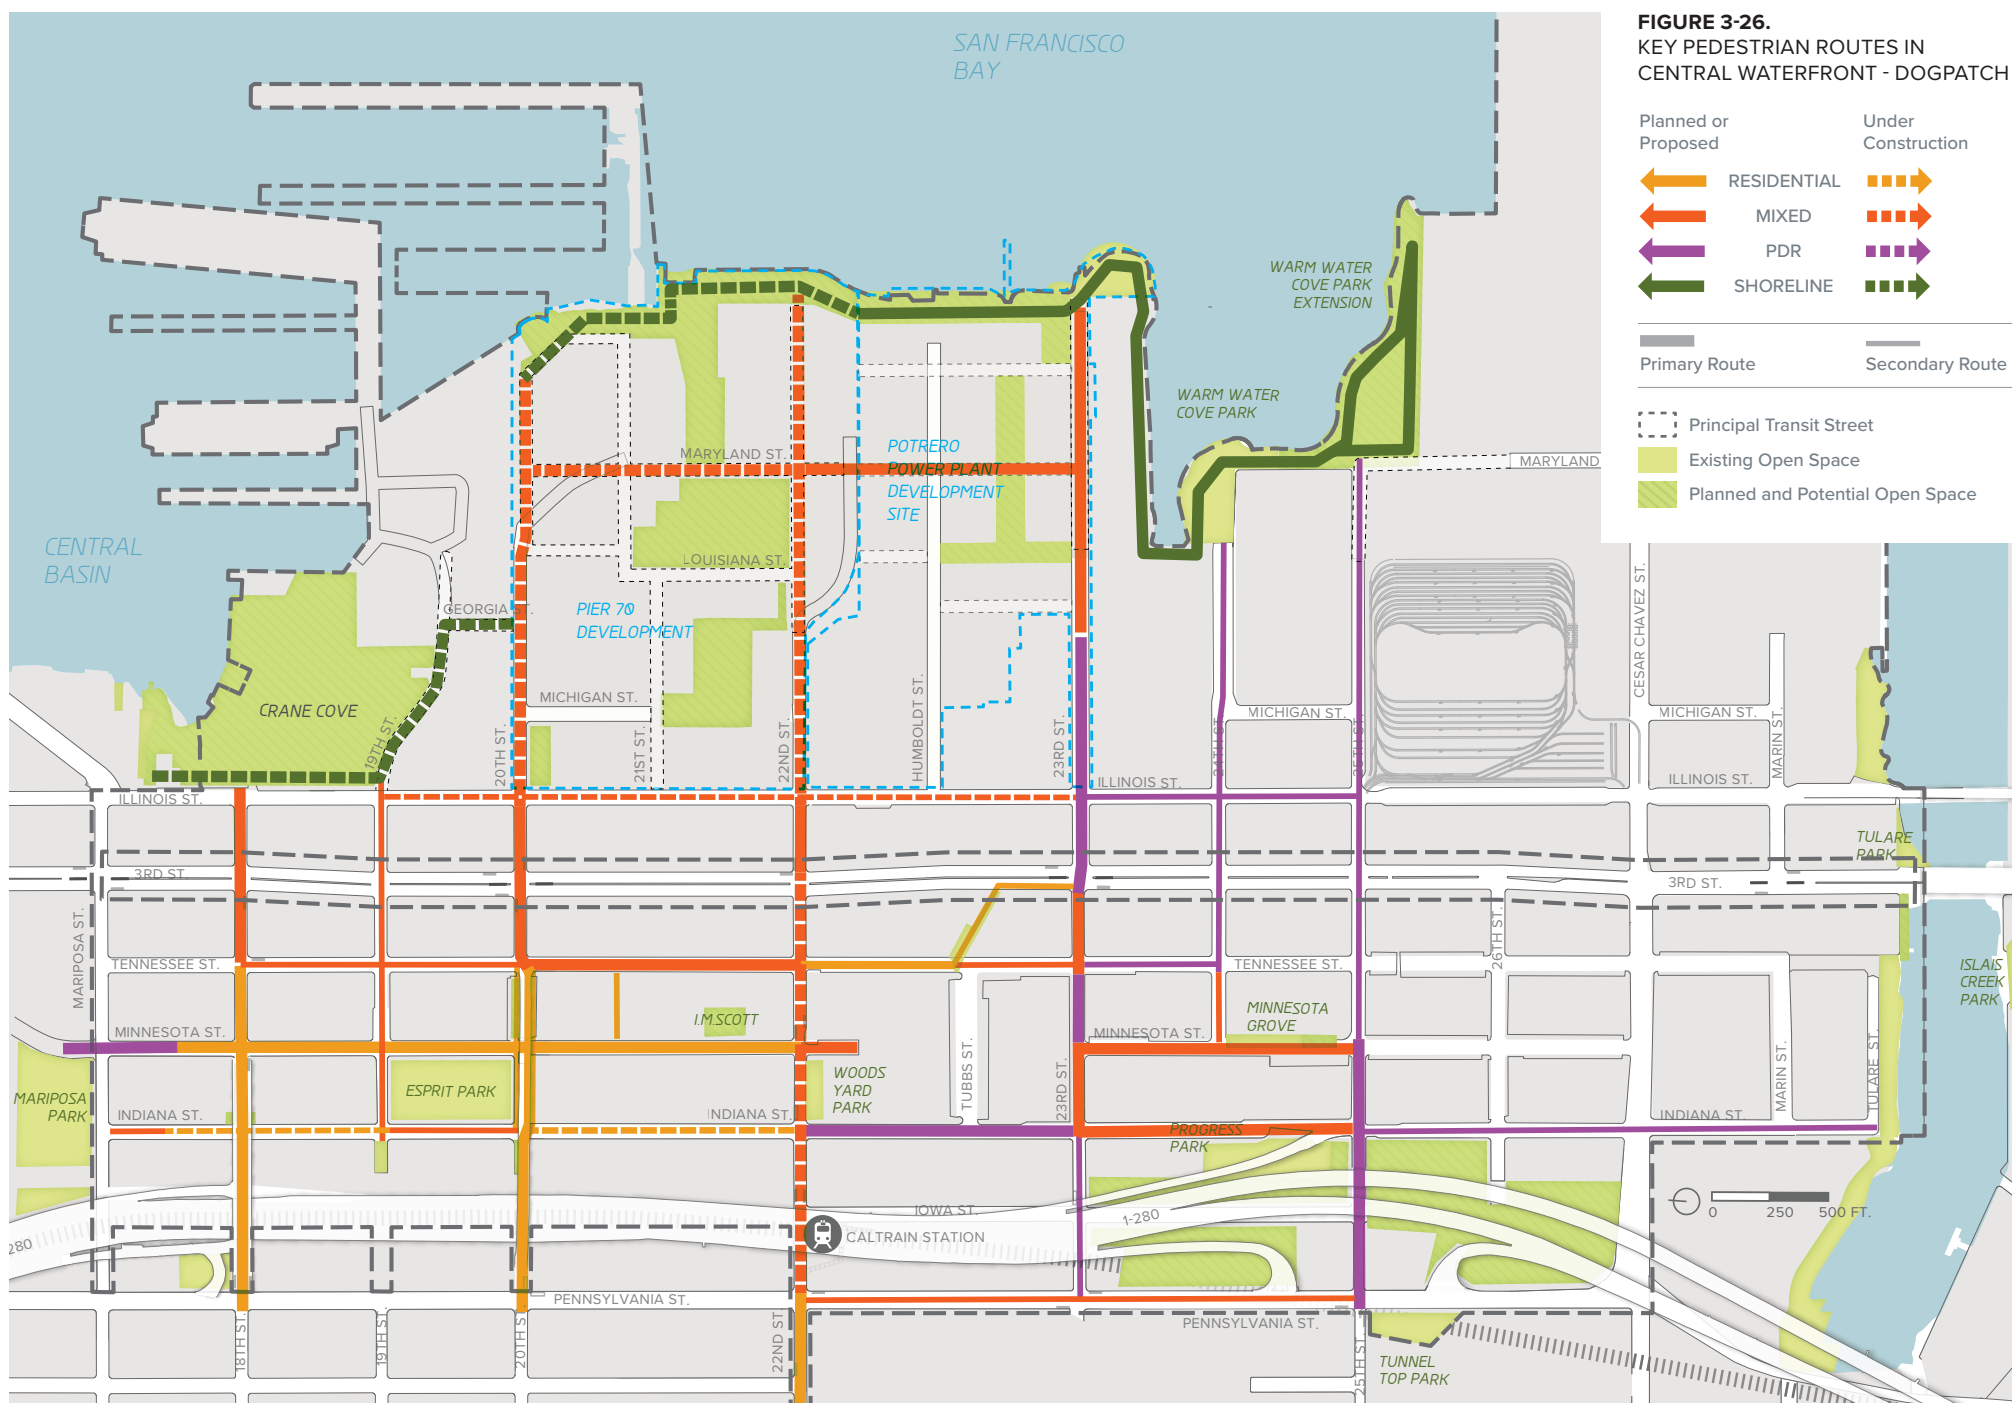 FIGURE 3-26.
KEY PEDESTRIAN ROUTES IN
CENTRAL WATERFRONT - DOGPATCH
Planned or
Proposed
Under
Construction
RESIDENTIAL
MIXED
PDR
SHORELINE
Primary Route
Secondary Route
Principal Transit Street
Existing Open Space
Planned and Potential Open Space
SAN FRANCISCO
BAY
WARM WATER
COVE PARK
EXTENSION
WARM WATER
COVE PARK
MARYLAND ST.
POTRERO
POWER PLANT
DEVELOPMENT
SITE
MARYLAND
CENTRAL
BASIN
LOUISIANA ST.
GEORGIA ST.
PIER 70
DEVELOPMENT
CESAR CHAVEZ ST.
MICHIGAN ST.
CRANE COVE
19TH ST.
20TH ST.
21ST ST.
22ND ST.
HUMBOLDT ST.
23RD ST.
24TH ST.
25TH ST.
MICHIGAN ST.
MICHIGAN ST.
MARIN ST.
ILLINOIS ST.
ILLINOIS ST.
ILLINOIS ST.
TULARE
PARK
3RD ST.
3RD ST.
MARIPOSA ST.
26TH ST.
TENNESSEE ST.
TENNESSEE ST.
ISLAIS
CREEK
PARK
MINNESOTA ST.
I.M.SCOTT
MINNESOTA ST.
MINNESOTA
GROVE
MARIPOSA
PARK
ESPRIT PARK
WOODS
YARD
PARK
TUBBS ST.
23RD ST.
MARIN ST.
TULARE ST.
INDIANA ST.
INDIANA ST.
INDIANA ST.
PROGRESS
PARK
IOWA ST.
1-280
280
CALTRAIN STATION
0 250 500 FT.
PENNSYLVANIA ST.
PENNSYLVANIA ST.
18TH ST.
19TH ST.
20TH ST.
22ND ST.
25TH ST.
TUNNEL
TOP PARK